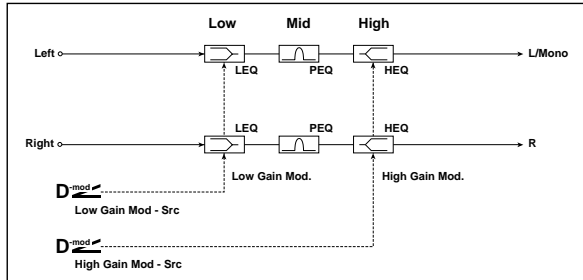 Low Mid High
Left L/Mono
LEQ PEQ HEQ
LEQ PEQ HEQ
Right R
D-mod Low Gain Mod. High Gain Mod.
Low Gain Mod - Src
D-mod
High Gain Mod - Src